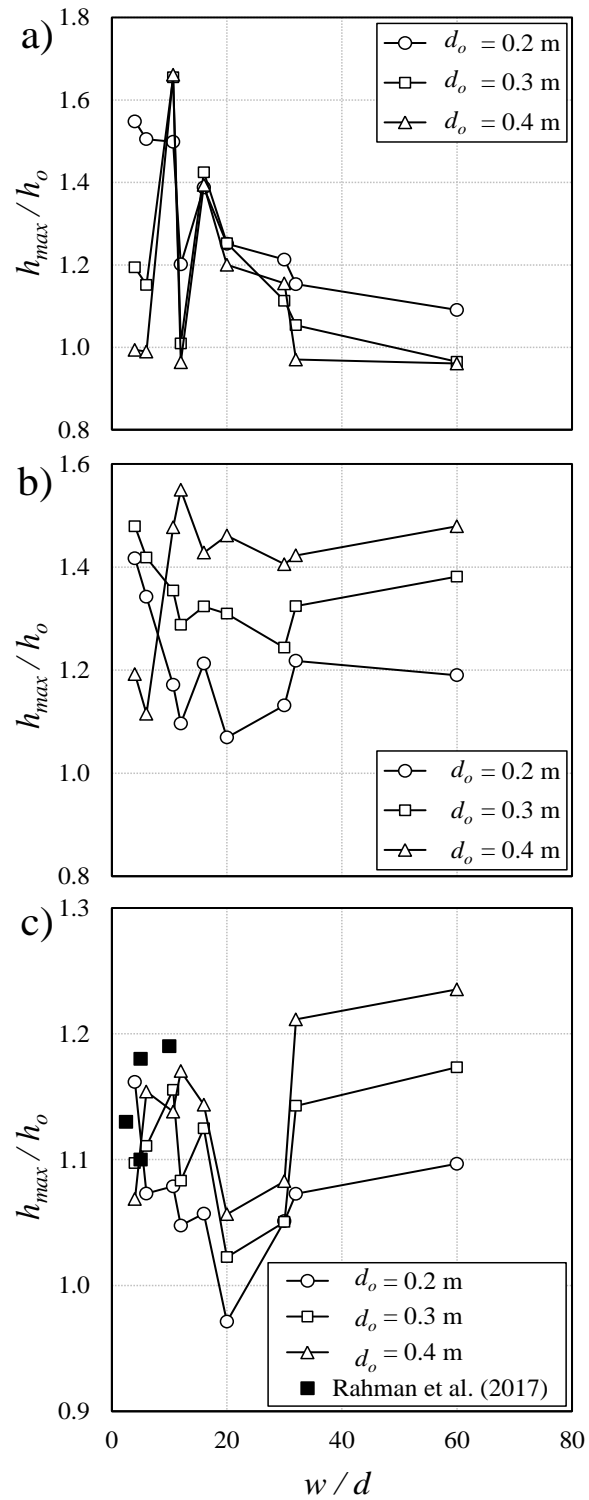 a)
1.8
1.6
1.4
1.2
1.0
0.8
h_max / h_o
d_o = 0.2 m
d_o = 0.3 m
d_o = 0.4 m
b)
1.6
1.4
1.2
1.0
0.8
h_max / h_o
d_o = 0.2 m
d_o = 0.3 m
d_o = 0.4 m
c)
1.3
1.2
1.1
1.0
0.9
h_max / h_o
d_o = 0.2 m
d_o = 0.3 m
d_o = 0.4 m
Rahman et al. (2017)
0 20 40 60 80
w / d